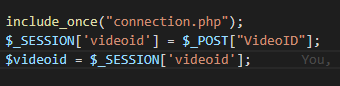 include_once("connection.php");
$_SESSION['videoid'] = $_POST["VideoID"];
$videoid = $_SESSION['videoid']; You,